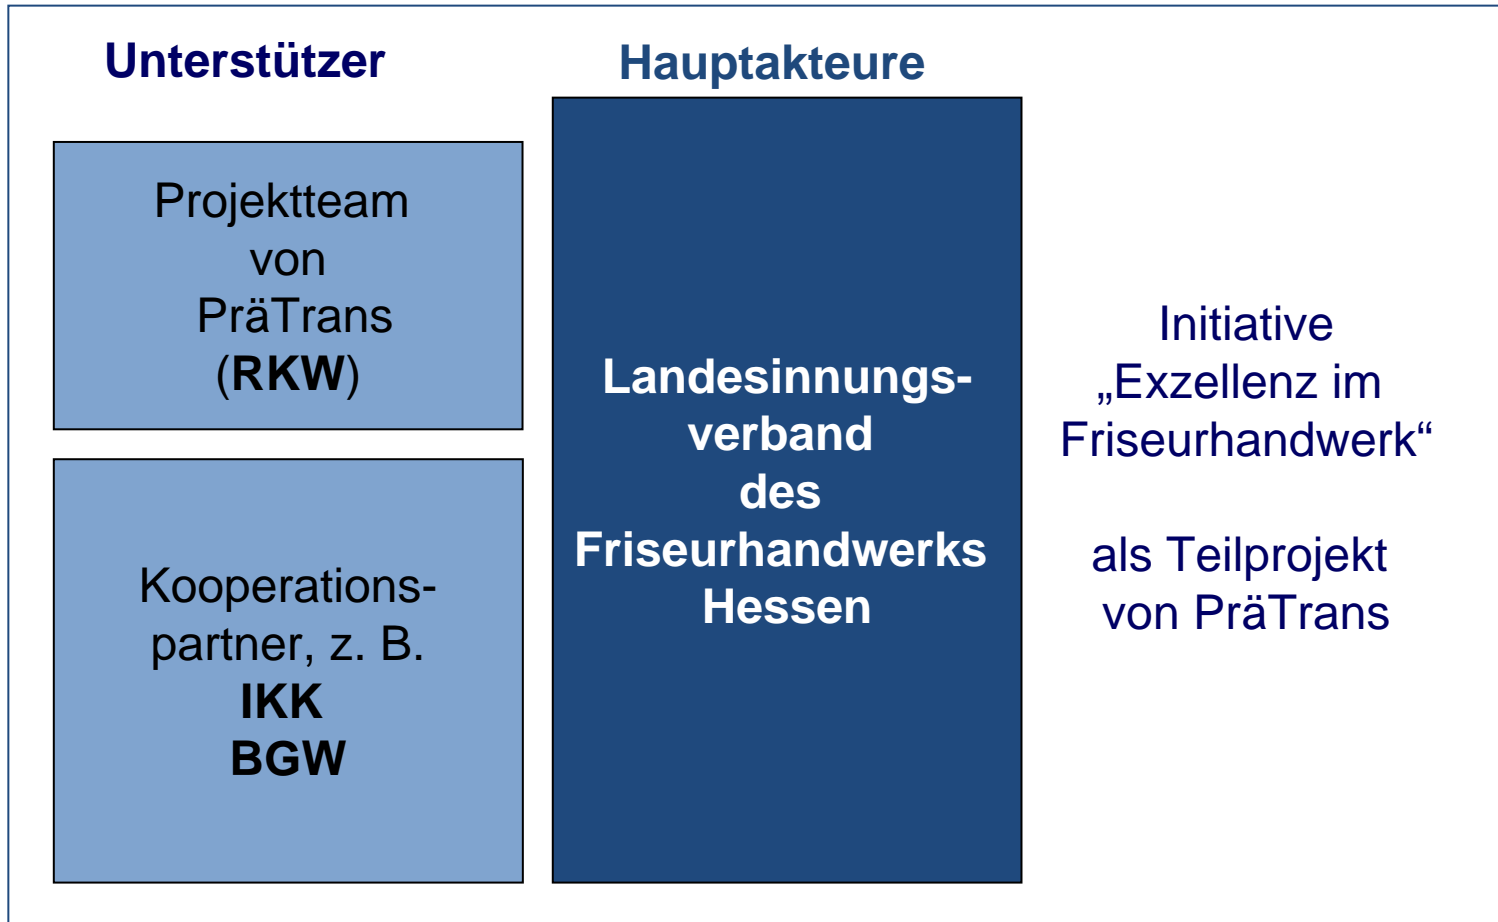 Unterstützer
Projektteam
von
PräTrans
(RKW)
Kooperations-
partner, z. B.
IKK
BGW
Hauptakteure
Landesinnungs-
verband
des
Friseurhandwerks
Hessen
Initiative
„Exzellenz im
Friseurhandwerk“
als Teilprojekt
von PräTrans